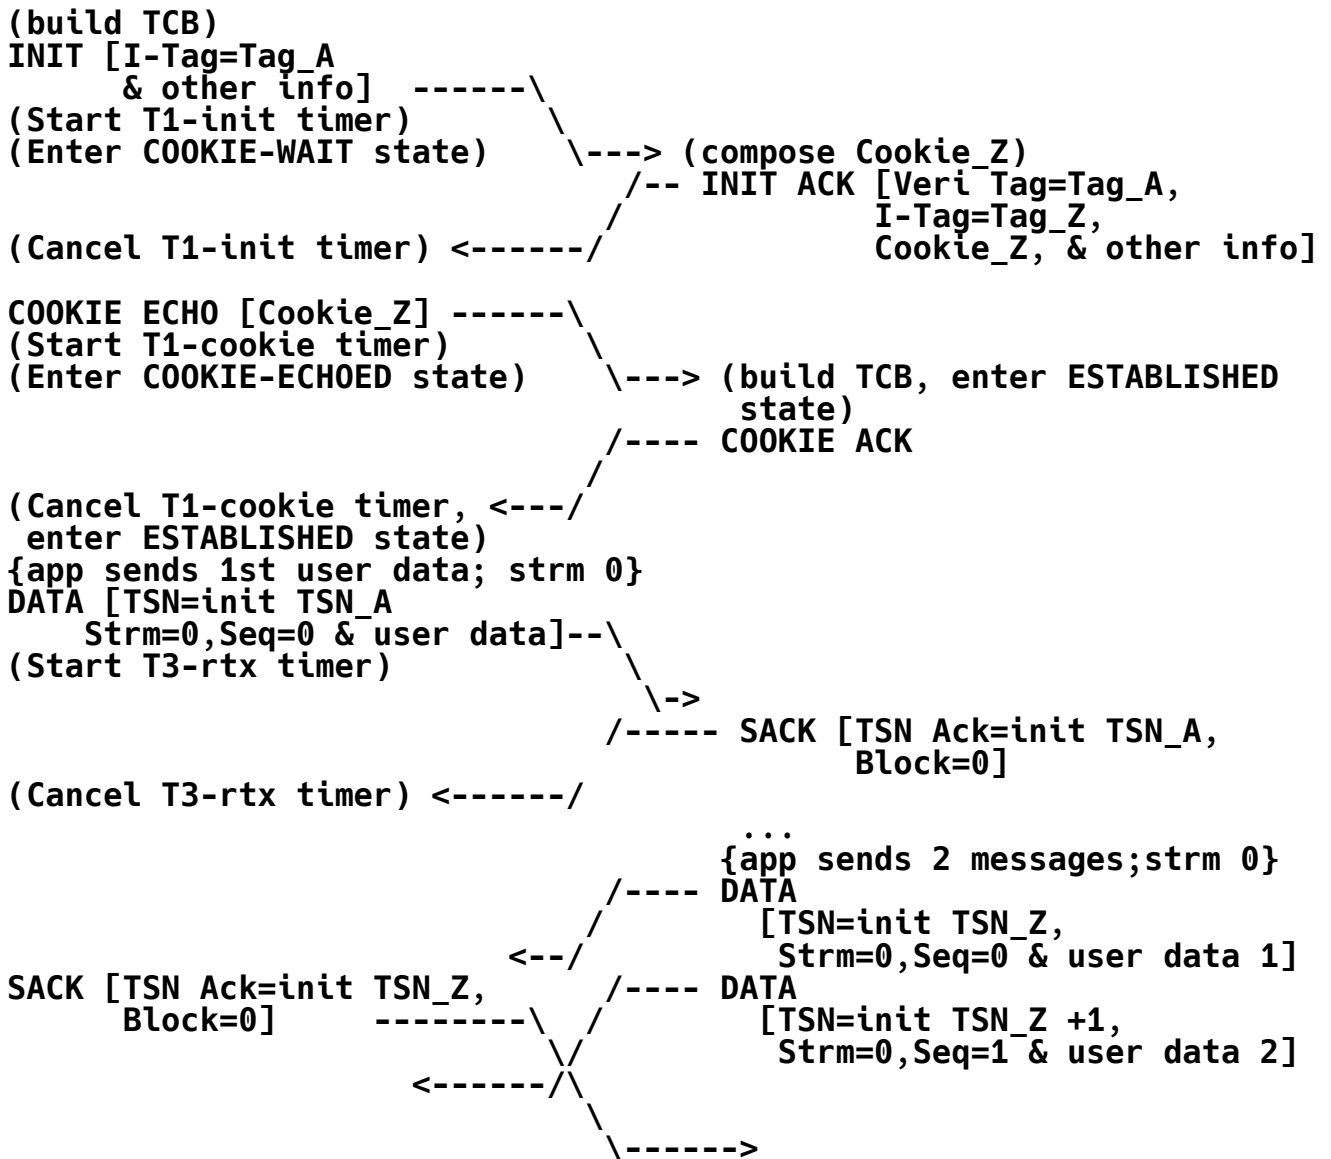 (build TCB)
INIT [I-Tag=Tag_A
      & other info]  ------\
(Start T1-init timer)       \
(Enter COOKIE-WAIT state)    \---> (compose Cookie_Z)
                                /-- INIT ACK [Veri Tag=Tag_A,
                               /             I-Tag=Tag_Z,
(Cancel T1-init timer) <------/              Cookie_Z, & other info]

COOKIE ECHO [Cookie_Z] ------\
(Start T1-cookie timer)       \
(Enter COOKIE-ECHOED state)    \---> (build TCB, enter ESTABLISHED
                                      state)
                               /---- COOKIE ACK
                              /
(Cancel T1-cookie timer, <---/
 enter ESTABLISHED state)
{app sends 1st user data; strm 0}
DATA [TSN=init TSN_A
    Strm=0,Seq=0 & user data]--\
(Start T3-rtx timer)            \
                                 \->
                               /----- SACK [TSN Ack=init TSN_A,
                                            Block=0]
(Cancel T3-rtx timer) <------/
                                      ...
                                     {app sends 2 messages;strm 0}
                               /---- DATA
                              /        [TSN=init TSN_Z,
                          <--/          Strm=0,Seq=0 & user data 1]
SACK [TSN Ack=init TSN_Z,      /---- DATA
      Block=0]     --------\  /        [TSN=init TSN_Z +1,
                            \/          Strm=0,Seq=1 & user data 2]
                     <------/\
                              \
                               \------>